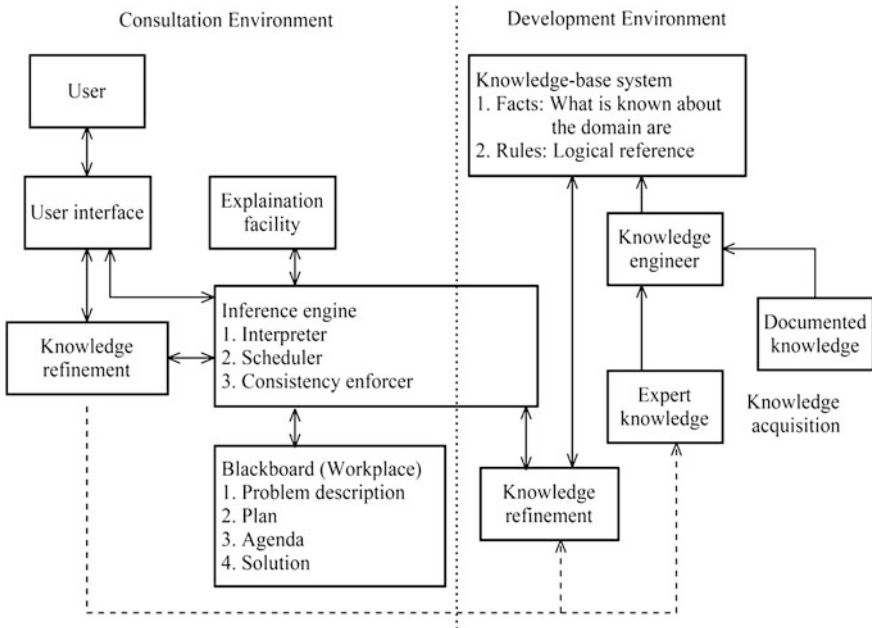 Consultation Environment
Development Environment
User
User interface
Explaination
facility
Knowledge
refinement
Inference engine
1. Interpreter
2. Scheduler
3. Consistency enforcer
Blackboard (Workplace)
1. Problem description
2. Plan
3. Agenda
4. Solution
Knowledge-base system
1. Facts: What is known about
the domain are
2. Rules: Logical reference
Knowledge
engineer
Documented
knowledge
Expert
knowledge
Knowledge
acquisition
Knowledge
refinement